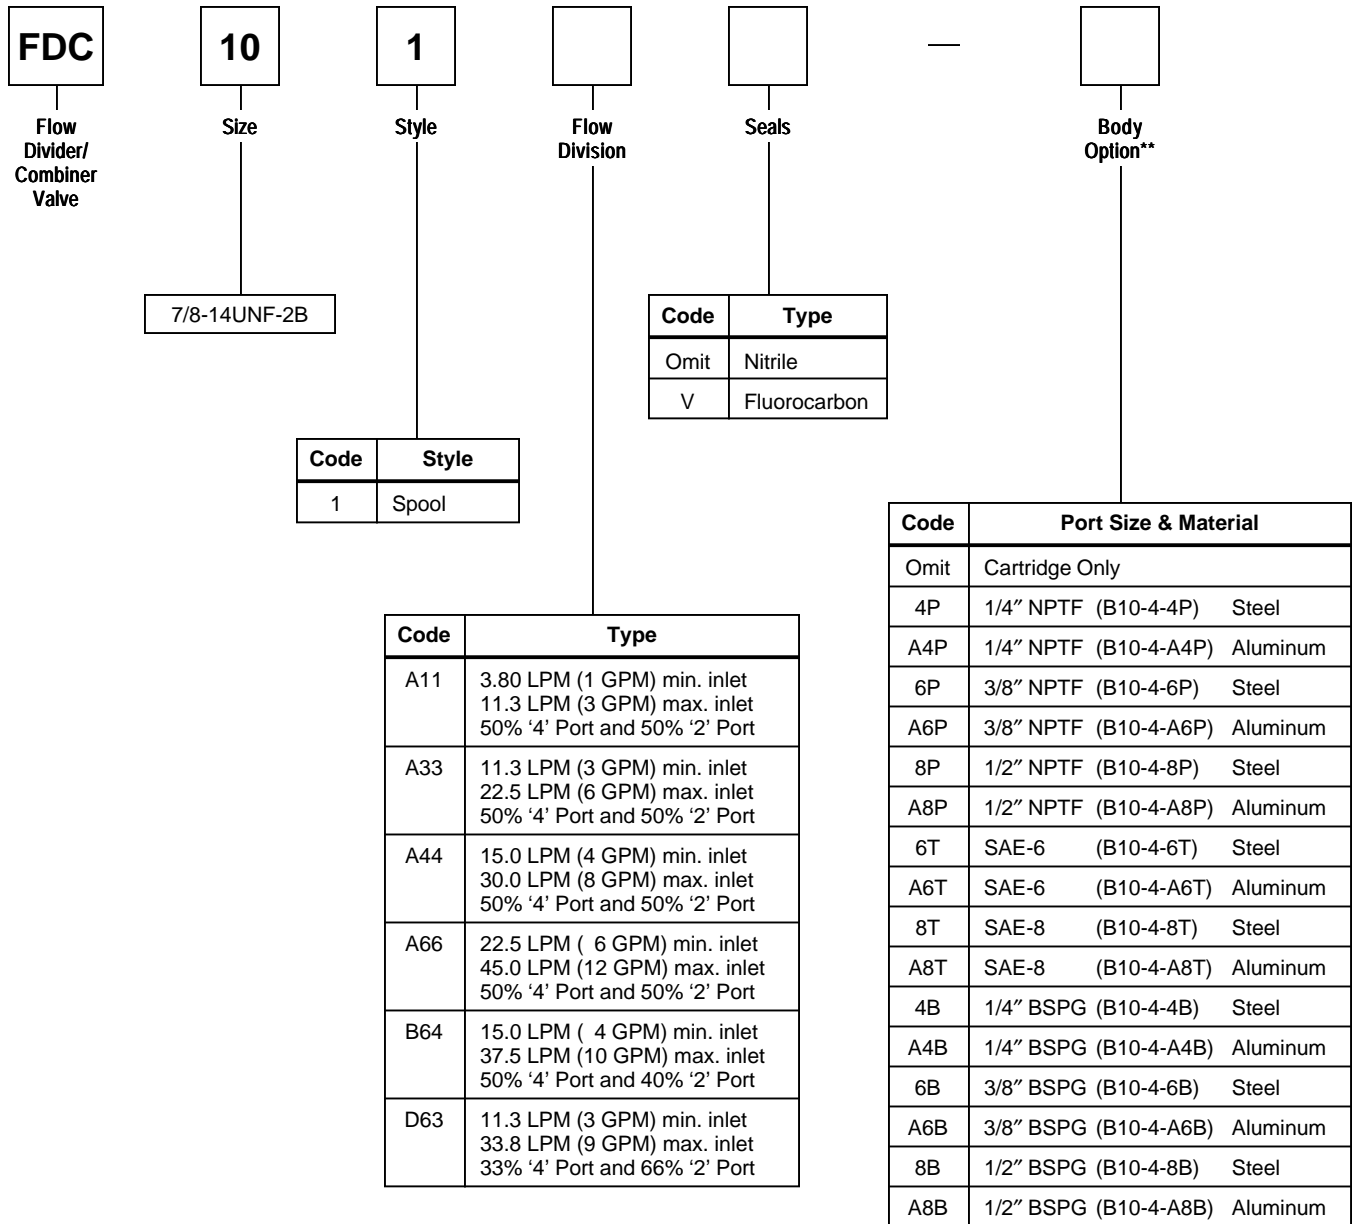 FDC 10 1 —
Flow
Divider/
Combiner
Valve
Size
Style
Flow
Division
Seals
Body
Option**
7/8-14UNF-2B
Code Type
Omit Nitrile
V Fluorocarbon
Code Style
1 Spool
Code Type
A11 3.80 LPM (1 GPM) min. inlet
11.3 LPM (3 GPM) max. inlet
50% ‘4’ Port and 50% ‘2’ Port
A33 11.3 LPM (3 GPM) min. inlet
22.5 LPM (6 GPM) max. inlet
50% ‘4’ Port and 50% ‘2’ Port
A44 15.0 LPM (4 GPM) min. inlet
30.0 LPM (8 GPM) max. inlet
50% ‘4’ Port and 50% ‘2’ Port
A66 22.5 LPM ( 6 GPM) min. inlet
45.0 LPM (12 GPM) max. inlet
50% ‘4’ Port and 50% ‘2’ Port
B64 15.0 LPM ( 4 GPM) min. inlet
37.5 LPM (10 GPM) max. inlet
50% ‘4’ Port and 40% ‘2’ Port
D63 11.3 LPM (3 GPM) min. inlet
33.8 LPM (9 GPM) max. inlet
33% ‘4’ Port and 66% ‘2’ Port
Code Port Size & Material
Omit Cartridge Only
4P 1/4″ NPTF (B10-4-4P) Steel
A4P 1/4″ NPTF (B10-4-A4P) Aluminum
6P 3/8″ NPTF (B10-4-6P) Steel
A6P 3/8″ NPTF (B10-4-A6P) Aluminum
8P 1/2″ NPTF (B10-4-8P) Steel
A8P 1/2″ NPTF (B10-4-A8P) Aluminum
6T SAE-6 (B10-4-6T) Steel
A6T SAE-6 (B10-4-A6T) Aluminum
8T SAE-8 (B10-4-8T) Steel
A8T SAE-8 (B10-4-A8T) Aluminum
4B 1/4″ BSPG (B10-4-4B) Steel
A4B 1/4″ BSPG (B10-4-A4B) Aluminum
6B 3/8″ BSPG (B10-4-6B) Steel
A6B 3/8″ BSPG (B10-4-A6B) Aluminum
8B 1/2″ BSPG (B10-4-8B) Steel
A8B 1/2″ BSPG (B10-4-A8B) Aluminum